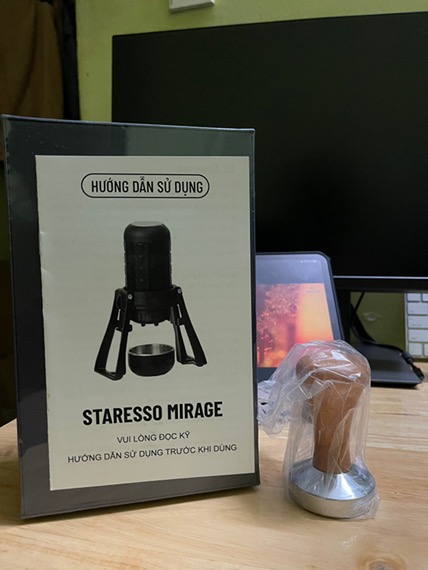 HƯỚNG DẪN SỬ DỤNG
STARESSO MIRAGE
VUI LÒNG ĐỌC KỸ
HƯỚNG DẪN SỬ DỤNG TRƯỚC KHI DÙNG